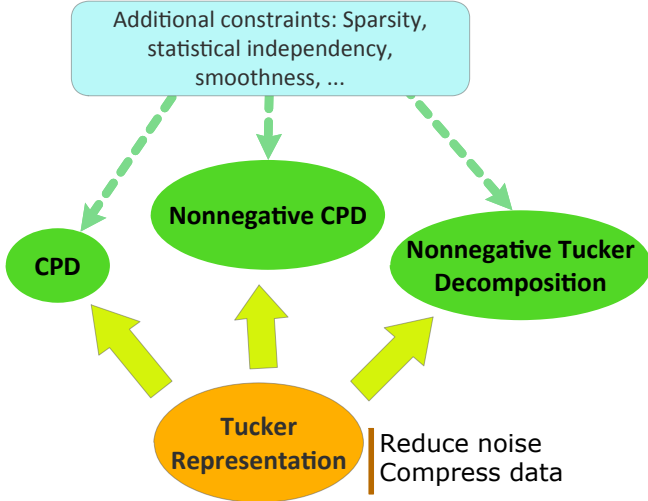 Additional constraints: Sparsity,
statistical independency,
smoothness, ...
Nonnegative CPD
CPD
Nonnegative Tucker
Decomposition
Tucker
Representation
Reduce noise
Compress data